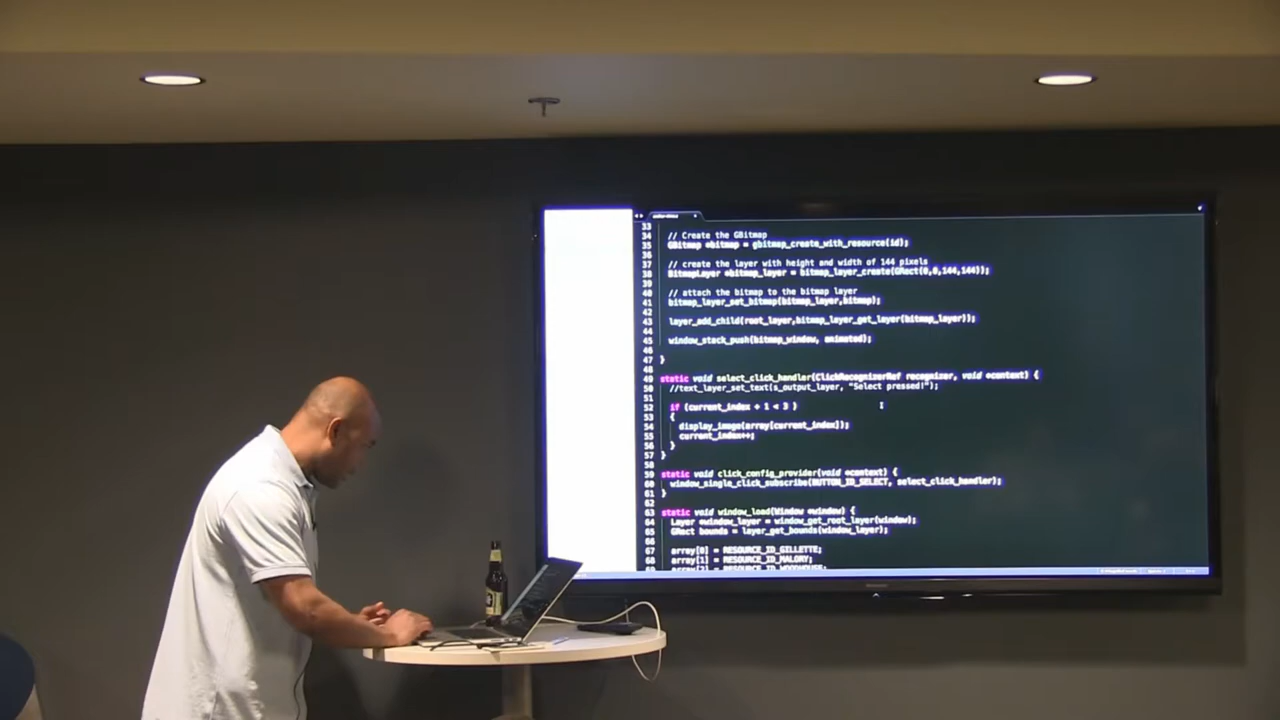 33
34 // Create the GBitmap
35 GBitmap *bitmap = gbitmap_create_with_resource(id);
36
37 // create the layer with height and width of 144 pixels
38 BitmapLayer *bitmap_layer = bitmap_layer_create(GRect(0,0,144,144));
39
40 // attach the bitmap to the bitmap layer
41 bitmap_layer_set_bitmap(bitmap_layer,bitmap);
42
43 layer_add_child(root_layer,bitmap_layer_get_layer(bitmap_layer));
44
45 window_stack_push(bitmap_window, animated);
46
47 }
48
49 static void select_click_handler(ClickRecognizerRef recognizer, void *context) {
50 //text_layer_set_text(s_output_layer, "Select pressed!");
51
52 if (current_index + 1 < 3 )
53 {
54 display_image(array[current_index]);
55 current_index++;
56 }
57 }
58
59 static void click_config_provider(void *context) {
60 window_single_click_subscribe(BUTTON_ID_SELECT, select_click_handler);
61 }
62
63 static void window_load(Window *window) {
64 Layer *window_layer = window_get_root_layer(window);
65 GRect bounds = layer_get_bounds(window_layer);
66
67 array[0] = RESOURCE_ID_GILLETTE;
68 array[1] = RESOURCE_ID_MALORY;
69 array[2] = RESOURCE_ID_WOODHOUSE;